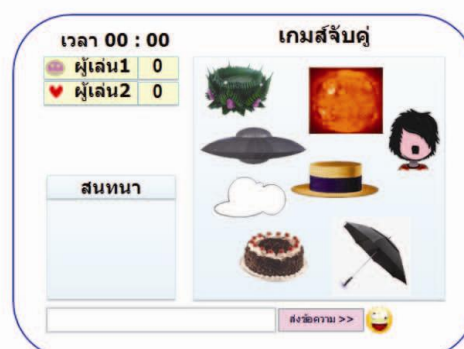 เวลา 00 : 00
เกมส์จับคู่
ผู้เล่น1 0
ผู้เล่น2 0
สนทนา
ส่งข้อความ >>